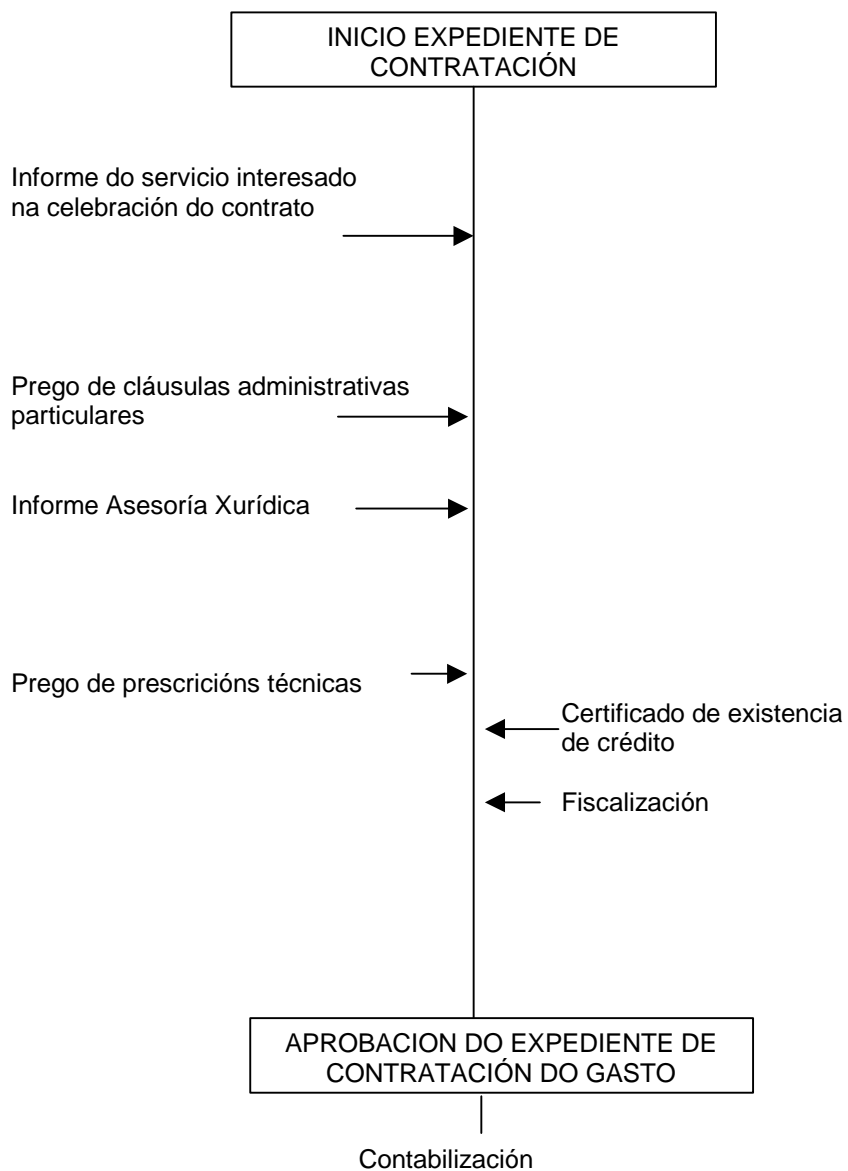 INICIO EXPEDIENTE DE
CONTRATACIÓN
Informe do servicio interesado
na celebración do contrato
Prego de cláusulas administrativas
particulares
Informe Asesoría Xurídica
Prego de prescricións técnicas
Certificado de existencia
de crédito
Fiscalización
APROBACION DO EXPEDIENTE DE
CONTRATACIÓN DO GASTO
Contabilización